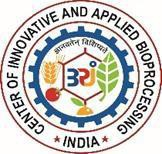 CENTER OF INNOVATIVE AND APPLIED BIOPROCESSING
INDIA